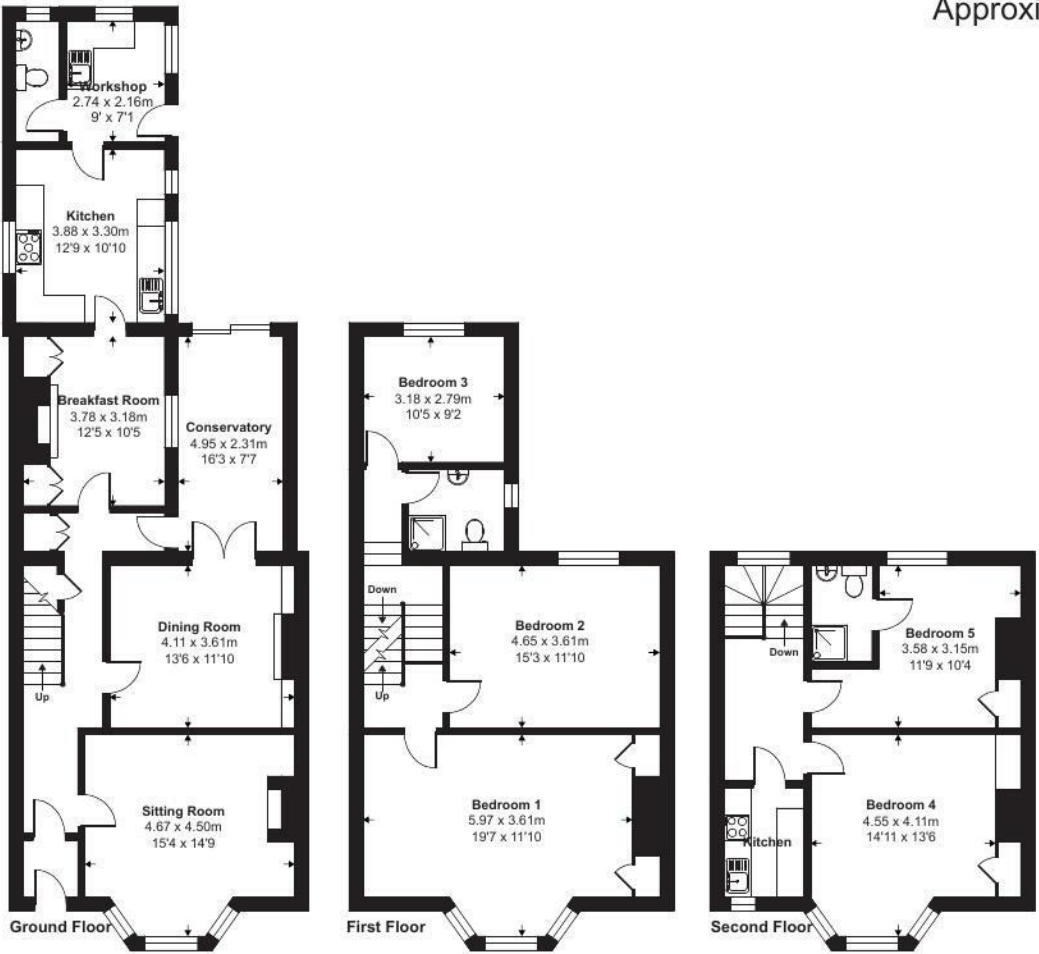 Approxi
Workshop
2.74 x 2.16m
9' x 7'1
Kitchen
3.88 x 3.30m
12'9 x 10'10
Breakfast Room
3.78 x 3.18m
12'5 x 10'5
Conservatory
4.95 x 2.31m
16'3 x 7'7
Dining Room
4.11 x 3.61m
13'6 x 11'10
Up
Sitting Room
4.67 x 4.50m
15'4 x 14'9
Ground Floor
Bedroom 3
3.18 x 2.79m
10'5 x 9'2
Down
Bedroom 2
4.65 x 3.61m
15'3 x 11'10
Up
Bedroom 1
5.97 x 3.61m
19'7 x 11'10
First Floor
Down
Bedroom 5
3.58 x 3.15m
11'9 x 10'4
Bedroom 4
4.55 x 4.11m
14'11 x 13'6
Kitchen
Second Floor